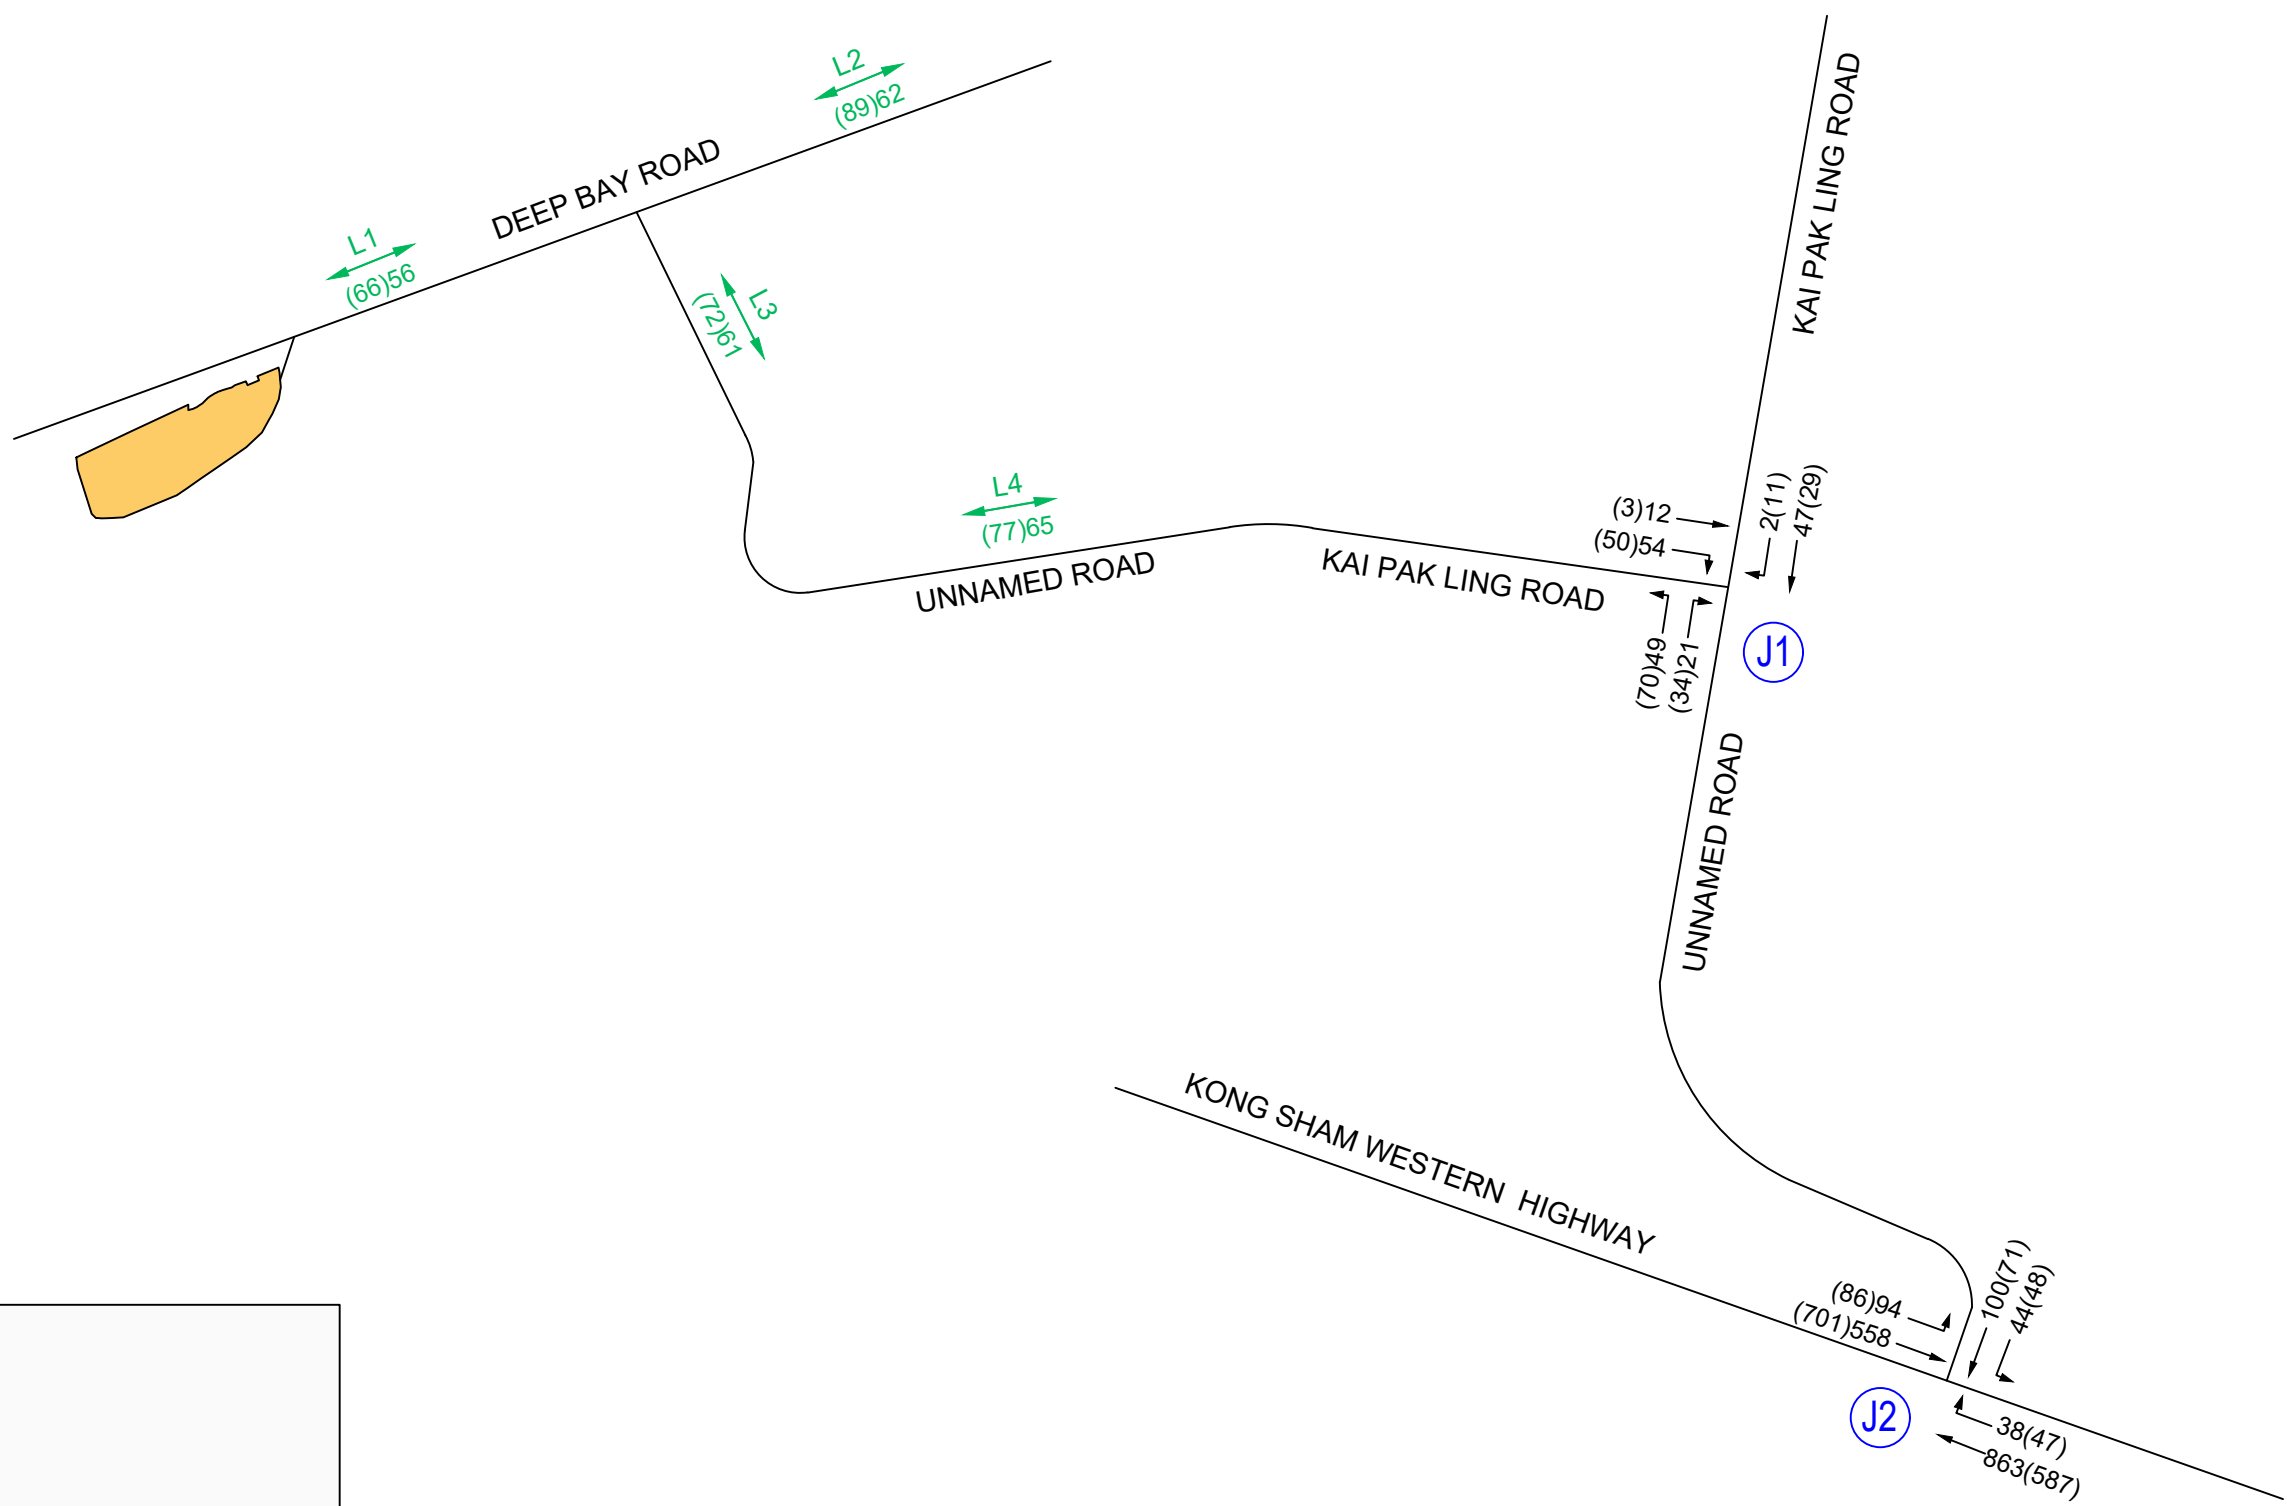 L2
(89)62
DEEP BAY ROAD
L1
(66)56
L3
(72)61
KAI PAK LING ROAD
L4
(77)65
UNNAMED ROAD
KAI PAK LING ROAD
(3)12
(50)54
2(11)
47(29)
(70)49
(34)21
J1
UNNAMED ROAD
KONG SHAM WESTERN HIGHWAY
(86)94
(701)558
100(71)
44(48)
J2
38(47)
863(587)